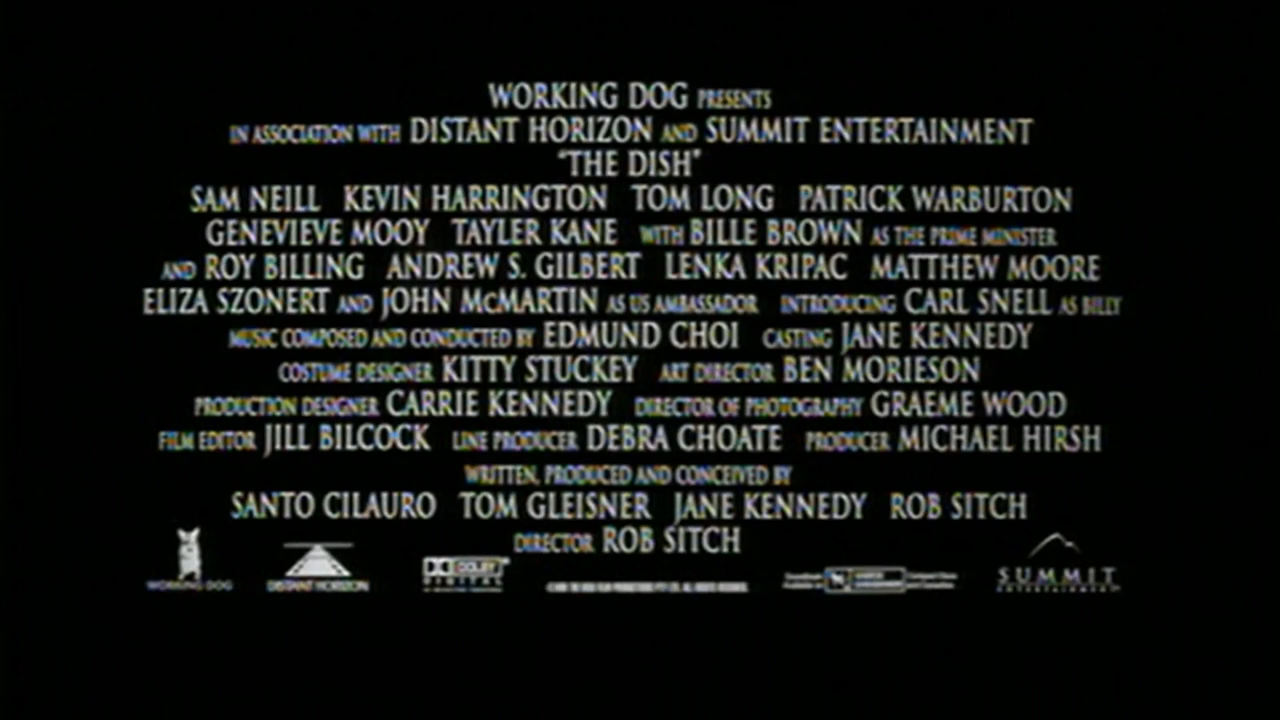 WORKING DOG PRESENTS
IN ASSOCIATION WITH DISTANT HORIZON AND SUMMIT ENTERTAINMENT
"THE DISH"
SAM NEILL KEVIN HARRINGTON TOM LONG PATRICK WARBURTON
GENEVIEVE MOOY TAYLER KANE WITH BILLE BROWN AS THE PRIME MINISTER
AND ROY BILLING ANDREW S. GILBERT LENKA KRIPAC MATTHEW MOORE
ELIZA SZONERT AND JOHN McMARTIN AS US AMBASSADOR INTRODUCING CARL SNELL AS BILLY
MUSIC COMPOSED AND CONDUCTED BY EDMUND CHOI CASTING JANE KENNEDY
COSTUME DESIGNER KITTY STUCKEY ART DIRECTOR BEN MORIESON
PRODUCTION DESIGNER CARRIE KENNEDY DIRECTOR OF PHOTOGRAPHY GRAEME WOOD
FILM EDITOR JILL BILCOCK LINE PRODUCER DEBRA CHOATE PRODUCER MICHAEL HIRSH
WRITTEN, PRODUCED AND CONCEIVED BY
SANTO CILAURO TOM GLEISNER JANE KENNEDY ROB SITCH
DIRECTOR ROB SITCH
WORKING DOG DISTANT HORIZON DOLBY DIGITAL SUMMIT ENTERTAINMENT